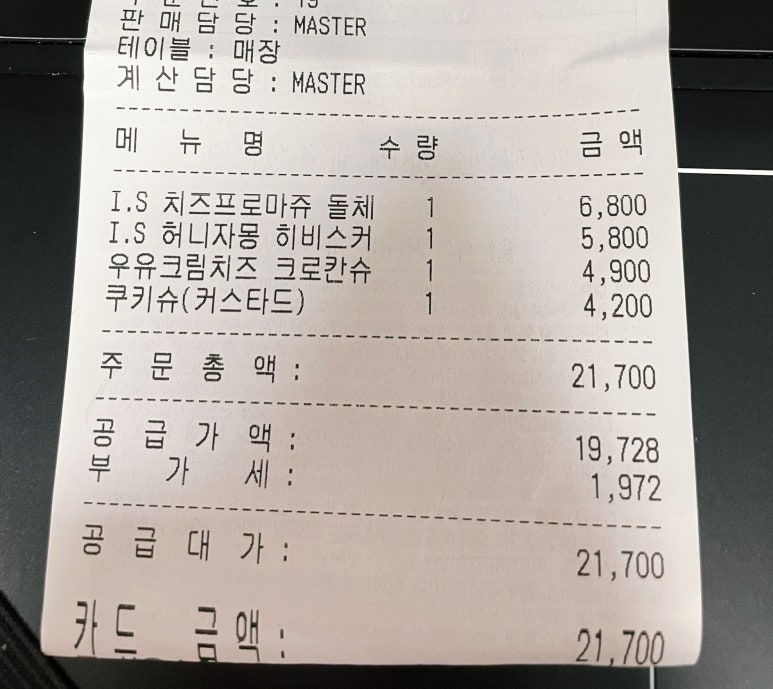 판 매 담 당 : MASTER
테이블 : 매장
계 산 담 당 : MASTER
메 뉴 명 수 량 금 액
I.S 치즈프로마쥬 돌체 1 6,800
I.S 허니자몽 히비스커 1 5,800
우유크림치즈 크로칸슈 1 4,900
쿠키슈(커스타드) 1 4,200
주 문 총 액 : 21,700
공 급 가 액 : 19,728
부 가 세 : 1,972
공 급 대 가 : 21,700
카 드 금 액 : 21,700